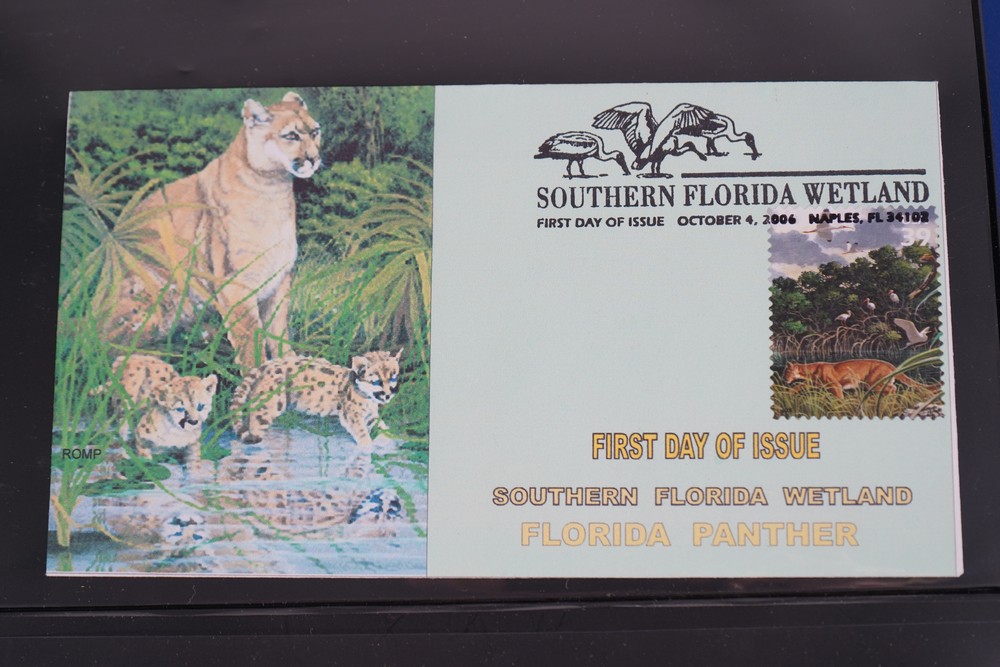 SOUTHERN FLORIDA WETLAND
FIRST DAY OF ISSUE OCTOBER 4, 2006 NAPLES, FL 34102
39
ROMP
FIRST DAY OF ISSUE
SOUTHERN FLORIDA WETLAND
FLORIDA PANTHER